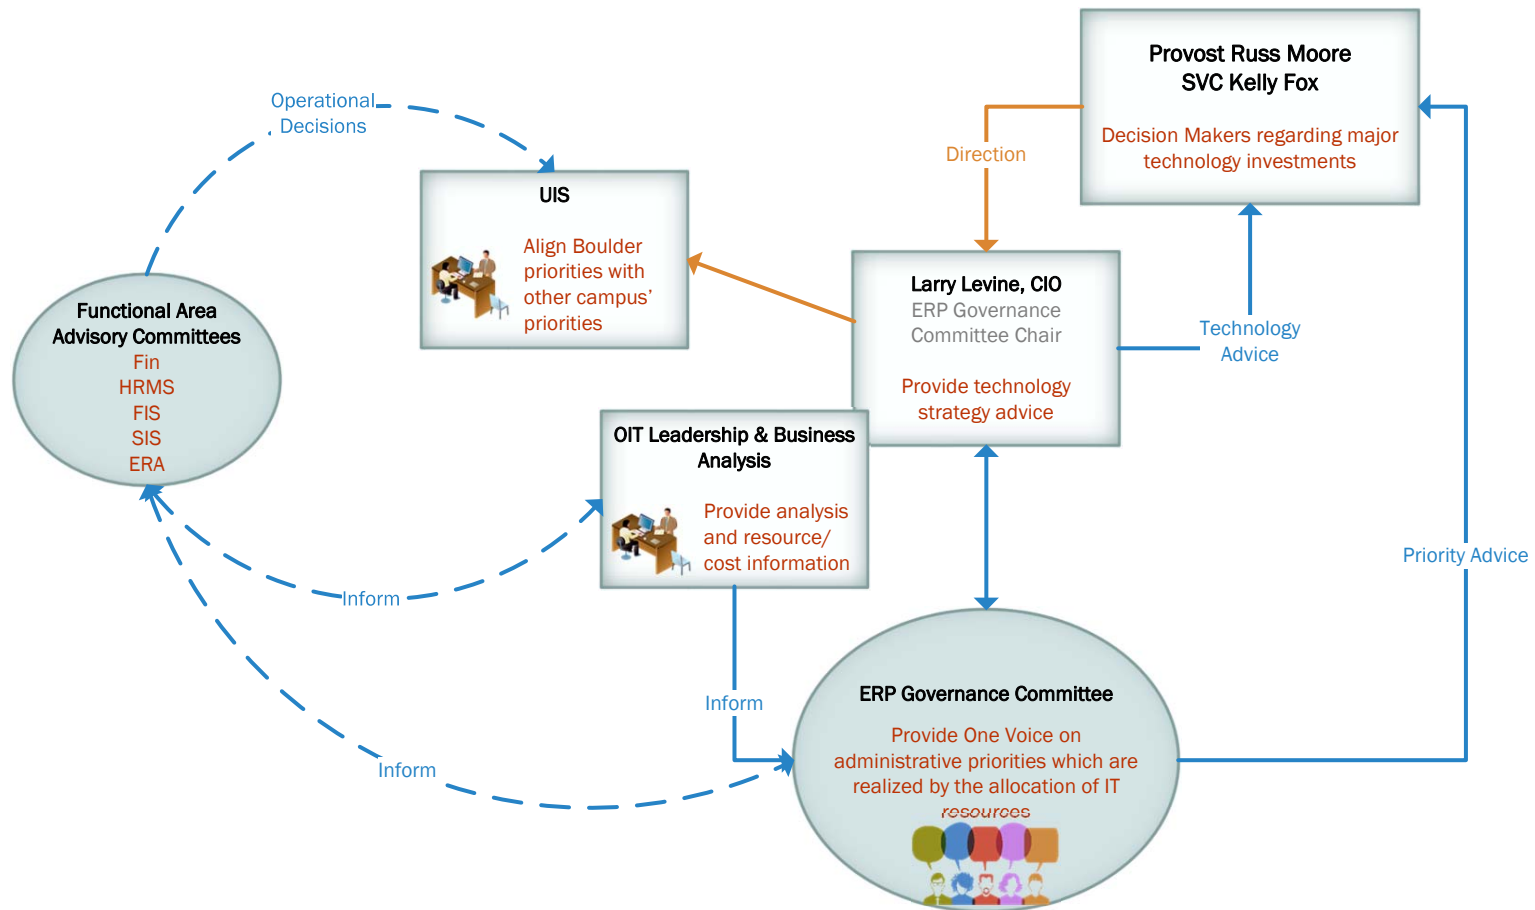 Provost Russ Moore
SVC Kelly Fox
Decision Makers regarding major
technology investments
Operational
Decisions
Direction
UIS
Align Boulder
priorities with
other campus’
priorities
Larry Levine, CIO
ERP Governance
Committee Chair
Provide technology
strategy advice
Technology
Advice
Functional Area
Advisory Committees
Fin
HRMS
FIS
SIS
ERA
OIT Leadership & Business
Analysis
Provide analysis
and resource/
cost information
Priority Advice
Inform
Inform
Inform
ERP Governance Committee
Provide One Voice on
administrative priorities which are
realized by the allocation of IT
resources